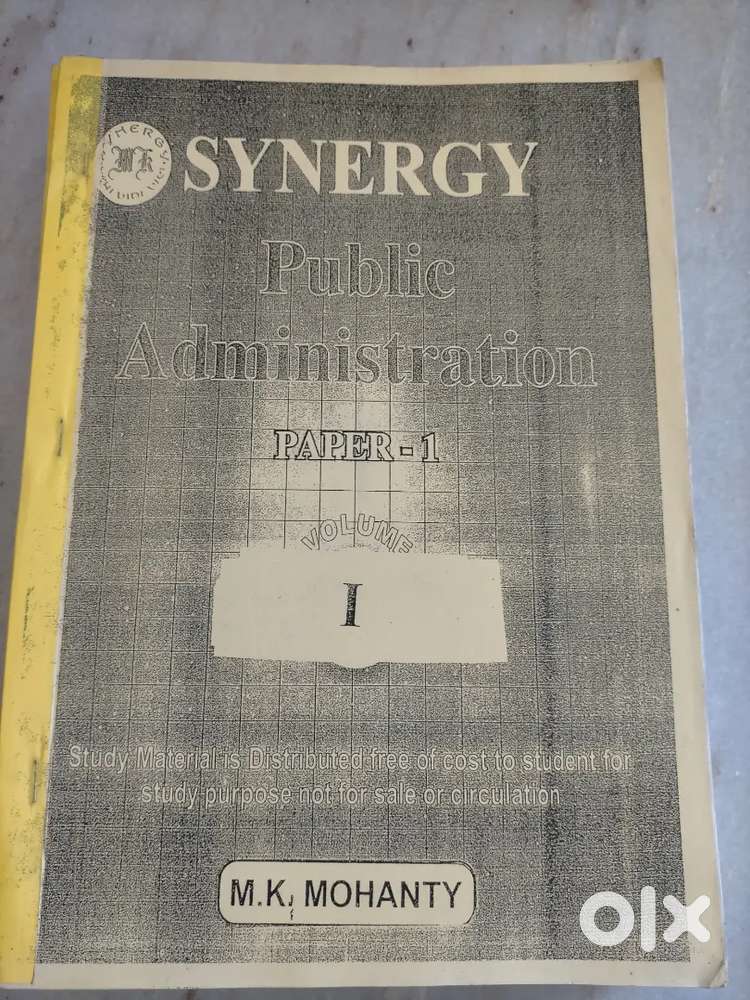 SYNERGY
Public
Administration
PAPER - 1
VOLUME
I
Study Material is Distributed free of cost to student for
study purpose not for sale or circulation
M.K. MOHANTY
olx